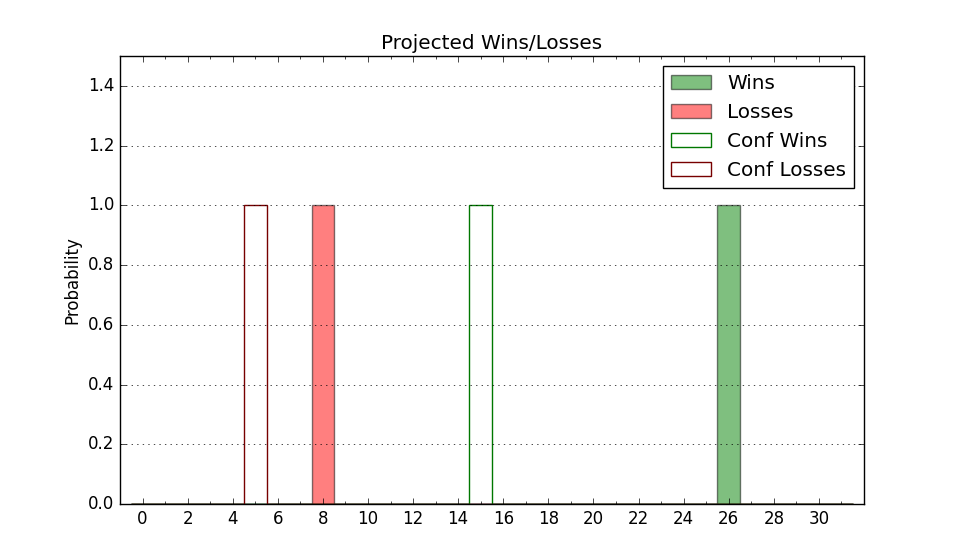 Projected Wins/Losses
Wins
Losses
Conf Wins
Conf Losses
Probability
1.4
1.2
1.0
0.8
0.6
0.4
0.2
0.0
0 2 4 6 8 10 12 14 16 18 20 22 24 26 28 30